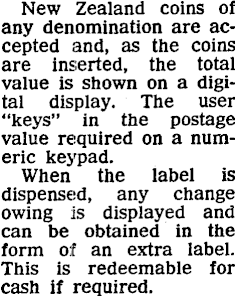 New Zealand coins of
any denomination are ac-
cepted and, as the coins
are inserted, the total
value is shown on a digi-
tal display. The user
“keys” in the postage
value required on a num-
eric keypad.
When the label is
dispensed, any change
owing is displayed and
can be obtained in the
form of an extra label.
This is redeemable for
cash if required.